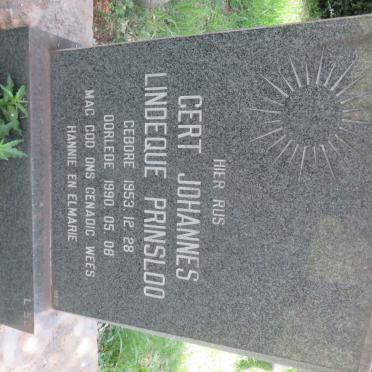 HIER RUS
GERT JOHANNES
LINDEQUE PRINSLOO
GEBORE 1953. 12. 28
OORLEDE 1990. 05. 08
MAG GOD ONS GENADIG WEES
HANNIE EN ELMARIE